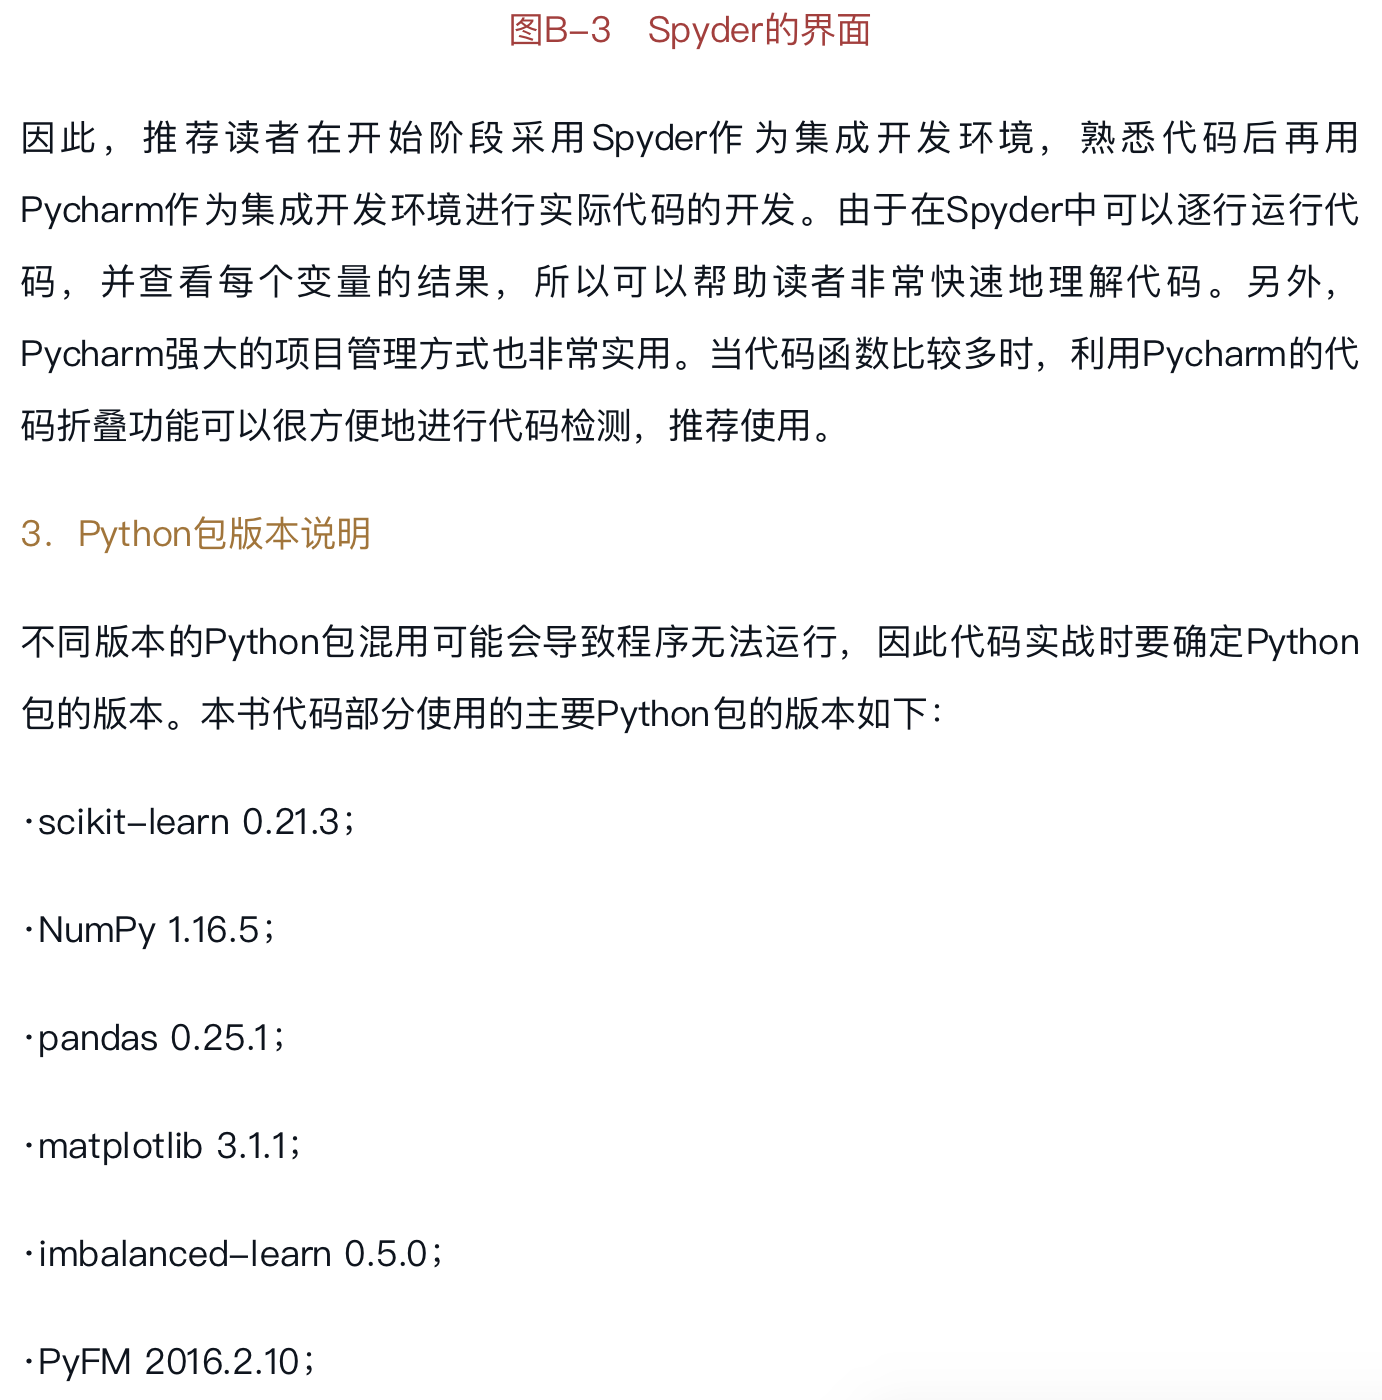 图B-3 Spyder的界面
因此，推荐读者在开始阶段采用Spyder作为集成开发环境，熟悉代码后再用
Pycharm作为集成开发环境进行实际代码的开发。由于在Spyder中可以逐行运行代
码，并查看每个变量的结果，所以可以帮助读者非常快速地理解代码。另外，
Pycharm强大的项目管理方式也非常实用。当代码函数比较多时，利用Pycharm的代
码折叠功能可以很方便地进行代码检测，推荐使用。
3．Python包版本说明
不同版本的Python包混用可能会导致程序无法运行，因此代码实战时要确定Python
包的版本。本书代码部分使用的主要Python包的版本如下：
·scikit-learn 0.21.3；
·NumPy 1.16.5；
·pandas 0.25.1；
·matplotlib 3.1.1；
·imbalanced-learn 0.5.0；
·PyFM 2016.2.10；